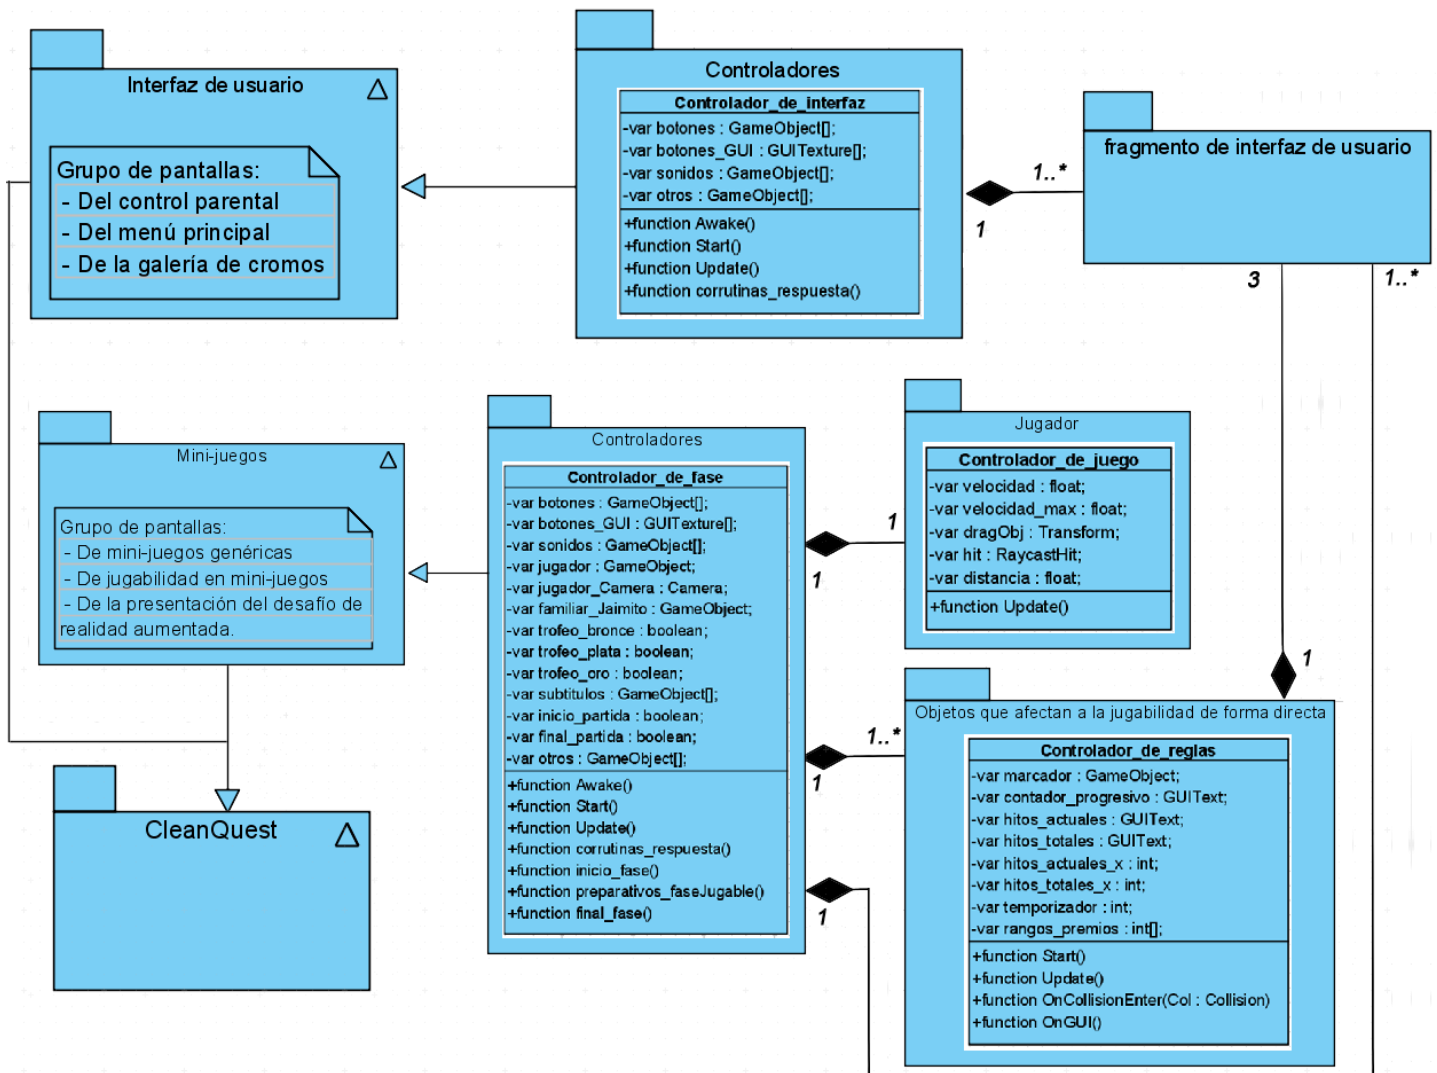 Interfaz de usuario
Grupo de pantallas:
- Del control parental
- Del menú principal
- De la galería de cromos
Controladores
Controlador_de_interfaz
-var botones : GameObject[];
-var botones_GUI : GUITexture[];
-var sonidos : GameObject[];
-var otros : GameObject[];
+function Awake()
+function Start()
+function Update()
+function corrutinas_respuesta()
1..*
1
fragmento de interfaz de usuario
3
1..*
Mini-juegos
Grupo de pantallas:
- De mini-juegos genéricas
- De jugabilidad en mini-juegos
- De la presentación del desafío de
realidad aumentada.
Controladores
Controlador_de_fase
-var botones : GameObject[];
-var botones_GUI : GUITexture[];
-var sonidos : GameObject[];
-var jugador : GameObject;
-var jugador_Camera : Camera;
-var familiar_Jaimito : GameObject;
-var trofeo_bronce : boolean;
-var trofeo_plata : boolean;
-var trofeo_oro : boolean;
-var subtitulos : GameObject[];
-var inicio_partida : boolean;
-var final_partida : boolean;
-var otros : GameObject[];
+function Awake()
+function Start()
+function Update()
+function corrutinas_respuesta()
+function inicio_fase()
+function preparativos_faseJugable()
+function final_fase()
1
1
1..*
1
1
Jugador
Controlador_de_juego
-var velocidad : float;
-var velocidad_max : float;
-var dragObj : Transform;
-var hit : RaycastHit;
-var distancia : float;
+function Update()
1
Objetos que afectan a la jugabilidad de forma directa
Controlador_de_reglas
-var marcador : GameObject;
-var contador_progresivo : GUIText;
-var hitos_actuales : GUIText;
-var hitos_totales : GUIText;
-var hitos_actuales_x : int;
-var hitos_totales_x : int;
-var temporizador : int;
-var rangos_premios : int[];
+function Start()
+function Update()
+function OnCollisionEnter(Col : Collision)
+function OnGUI()
CleanQuest